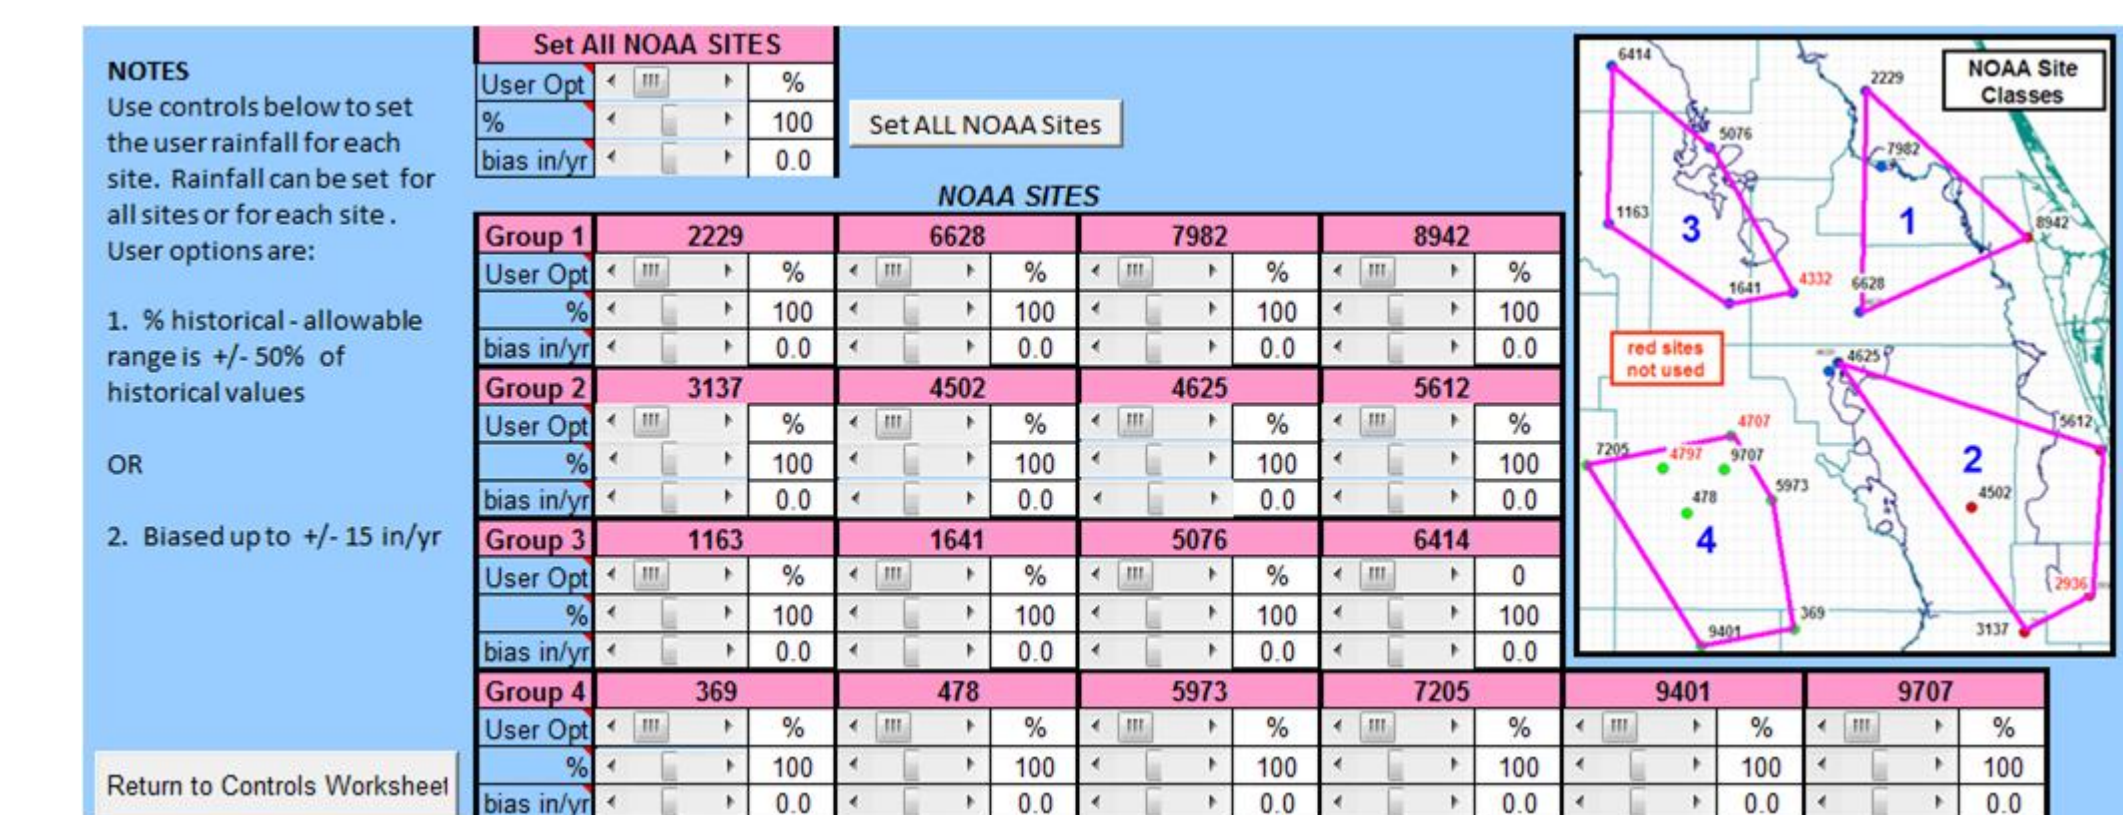 NOTES
Use controls below to set
the user rainfall for each
site. Rainfall can be set for
all sites or for each site.
User options are:
1. % historical - allowable
range is +/- 50% of
historical values
OR
2. Biased up to +/- 15 in/yr
Return to Controls Worksheet
Set All NOAA SITES
User Opt %
% 100
bias in/yr 0.0
Set ALL NOAA Sites
NOAA SITES
Group 1 2229 6628 7982 8942
User Opt % % % %
% 100 100 100 100
bias in/yr 0.0 0.0 0.0 0.0
Group 2 3137 4502 4625 5612
User Opt % % % %
% 100 100 100 100
bias in/yr 0.0 0.0 0.0 0.0
Group 3 1163 1641 5076 6414
User Opt % % % 0
% 100 100 100 100
bias in/yr 0.0 0.0 0.0 0.0
Group 4 369 478 5973 7205 9401 9707
User Opt % % % % % %
% 100 100 100 100 100 100
bias in/yr 0.0 0.0 0.0 0.0 0.0 0.0
NOAA Site
Classes
6414
2229
5076
7982
1163
3
1
8942
4332
1641
6628
red sites
not used
4625
4707
5612
7205
4797
9707
2
5973
478
4502
4
2936
369
9401
3137